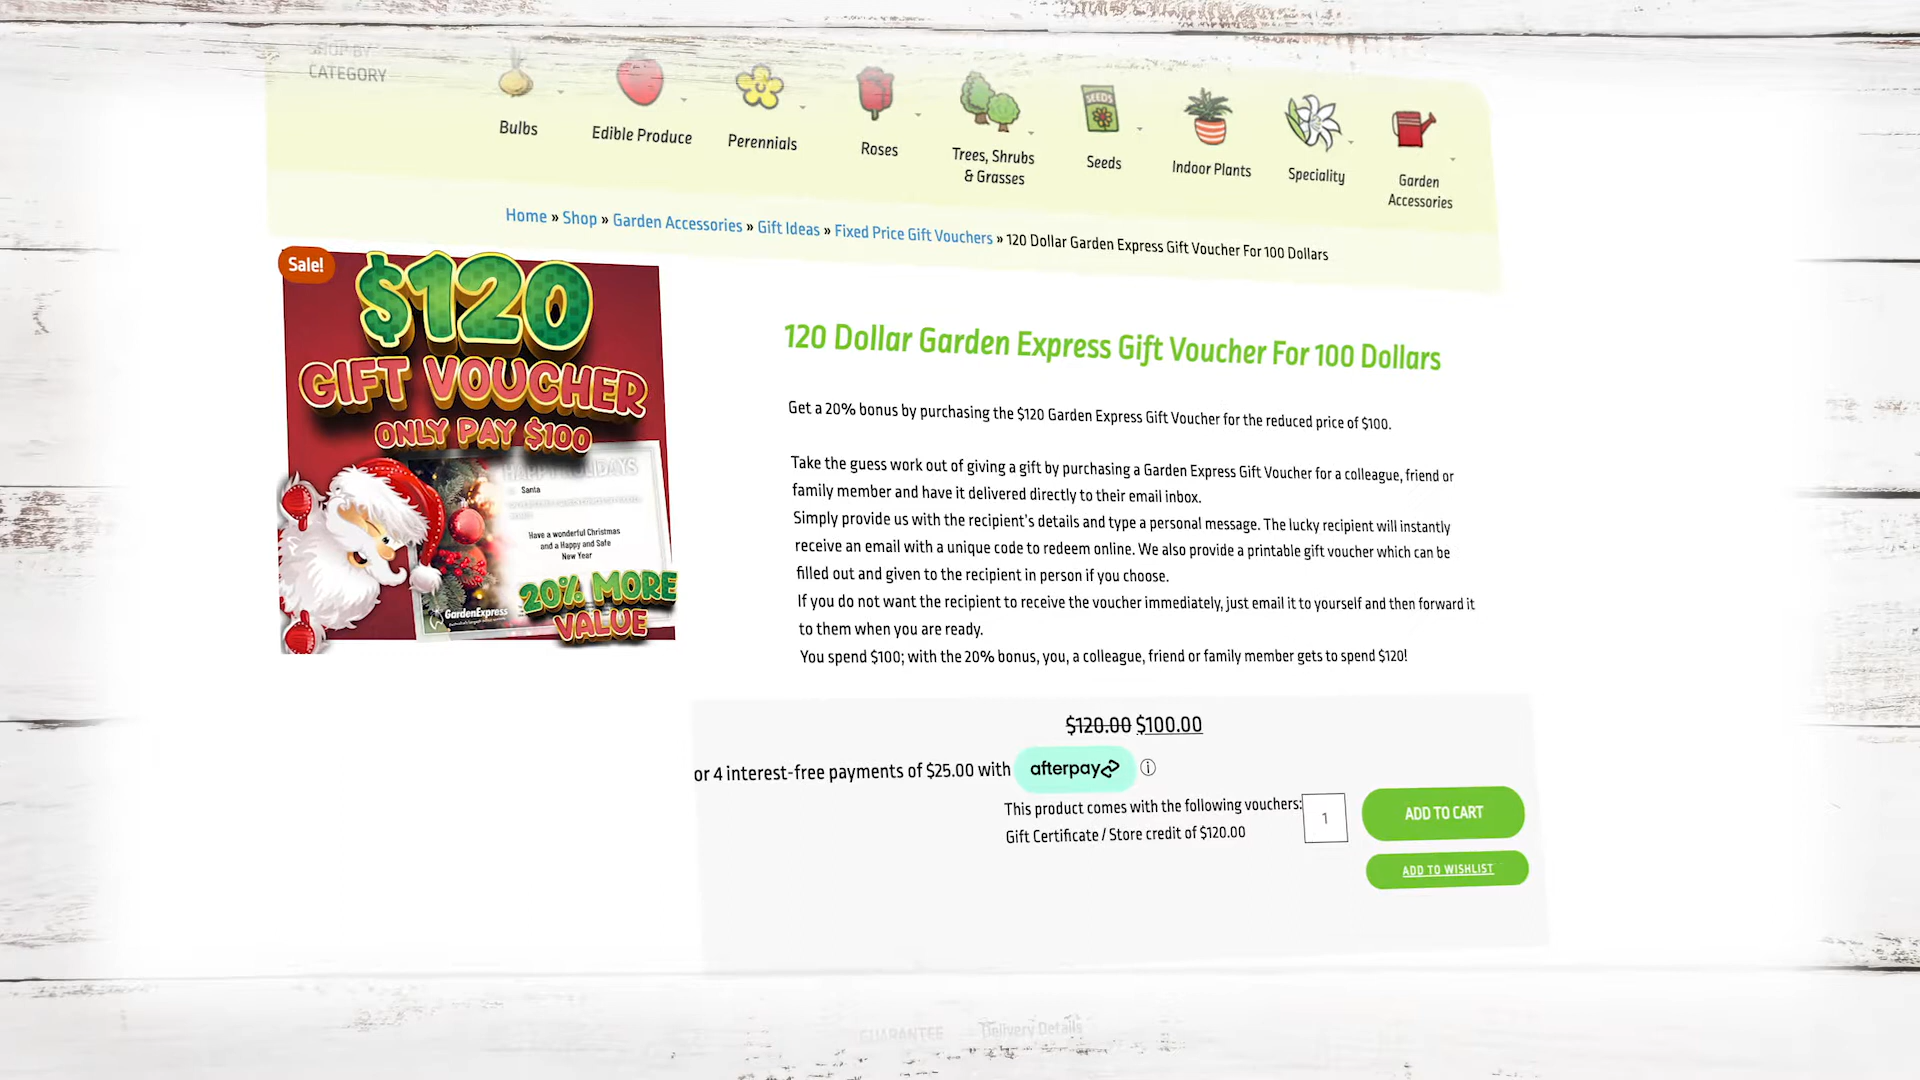 SHOP BY
CATEGORY
Bulbs
Edible Produce
Perennials
Roses
Trees, Shrubs
& Grasses
SEEDS
Seeds
Indoor Plants
Speciality
Garden
Accessories
Home » Shop » Garden Accessories » Gift Ideas » Fixed Price Gift Vouchers » 120 Dollar Garden Express Gift Voucher For 100 Dollars
Sale!
$120
GIFT VOUCHER
ONLY PAY $100
HAPPY HOLIDAYS
Santa
Have a wonderful Christmas
and a Happy and Safe
New Year
GardenExpress
20% MORE
VALUE
120 Dollar Garden Express Gift Voucher For 100 Dollars
Get a 20% bonus by purchasing the $120 Garden Express Gift Voucher for the reduced price of $100.
Take the guess work out of giving a gift by purchasing a Garden Express Gift Voucher for a colleague, friend or
family member and have it delivered directly to their email inbox.
Simply provide us with the recipient's details and type a personal message. The lucky recipient will instantly
receive an email with a unique code to redeem online. We also provide a printable gift voucher which can be
filled out and given to the recipient in person if you choose.
If you do not want the recipient to receive the voucher immediately, just email it to yourself and then forward it
to them when you are ready.
You spend $100; with the 20% bonus, you, a colleague, friend or family member gets to spend $120!
$120.00 $100.00
or 4 interest-free payments of $25.00 with afterpay
This product comes with the following vouchers:
Gift Certificate / Store credit of $120.00
1
ADD TO CART
ADD TO WISHLIST
GUARANTEE
Delivery Details